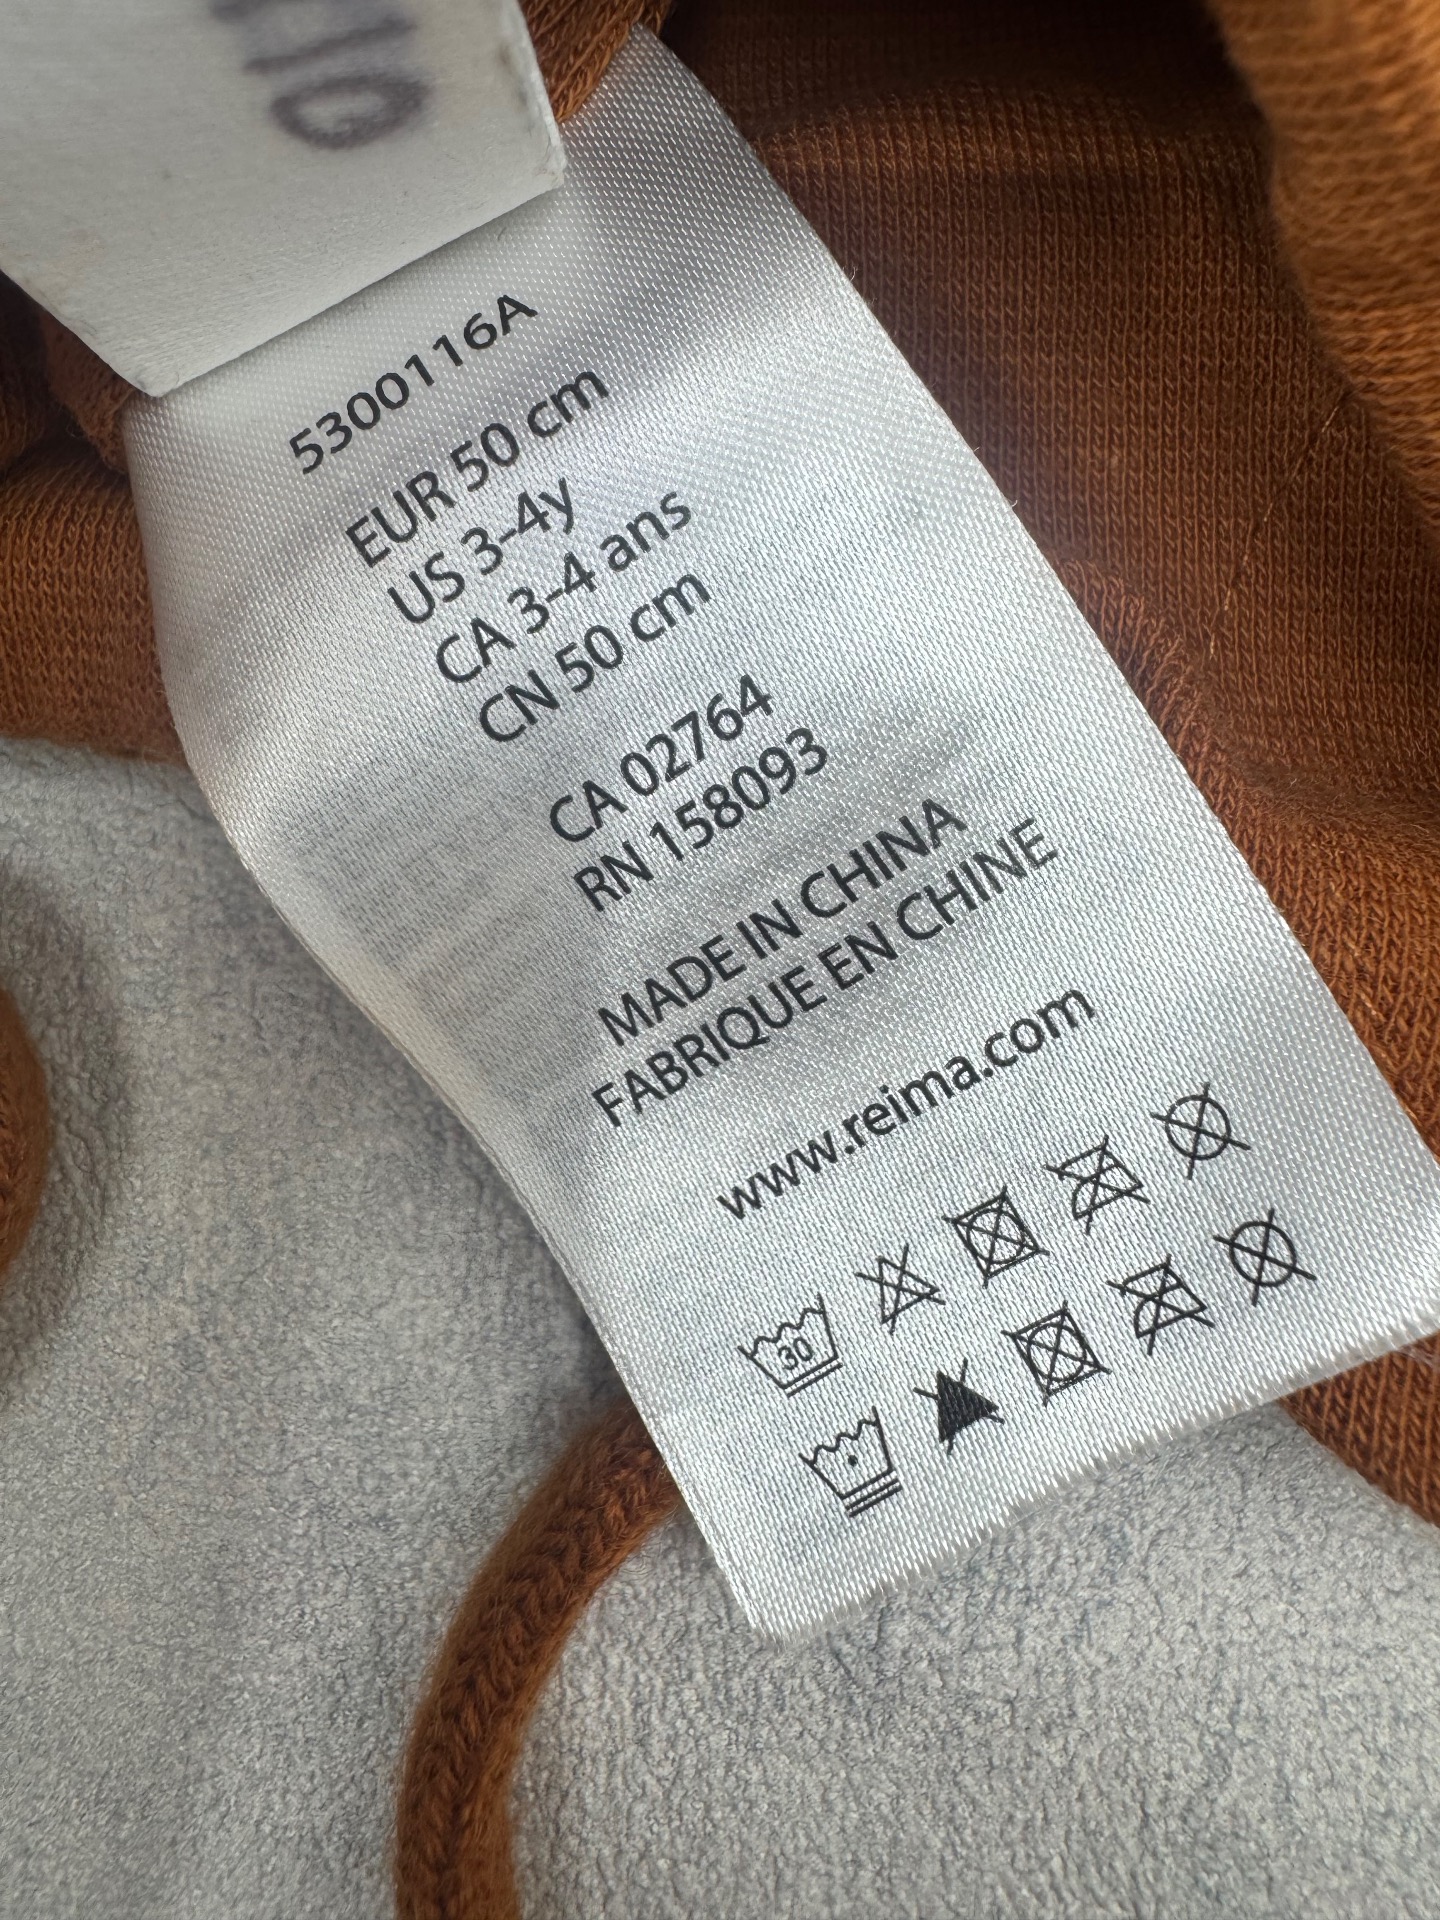 5300116A
EUR 50 cm
US 3-4y
CA 3-4 ans
CN 50 cm
CA 02764
RN 158093
MADE IN CHINA
FABRIQUE EN CHINE
www.reima.com
30